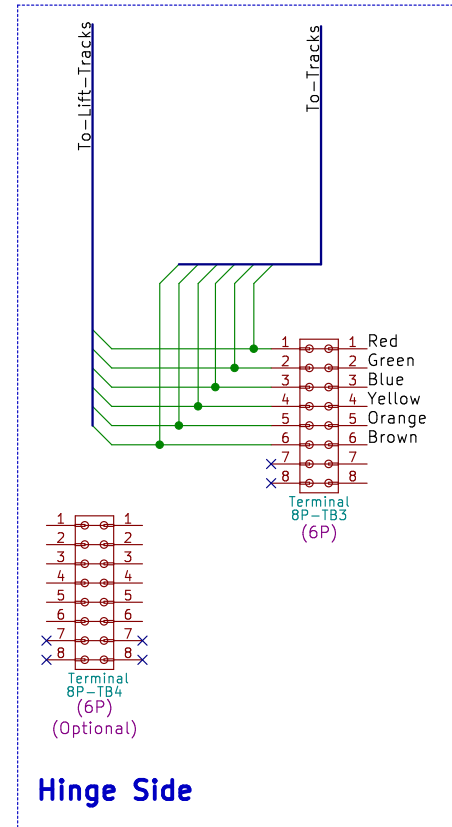 To-Lift-Tracks
To-Tracks
1 1 Red
2 2 Green
3 3 Blue
4 4 Yellow
5 5 Orange
6 6 Brown
7 7
8 8
Terminal
8P-TB3
(6P)
1 1
2 2
3 3
4 4
5 5
6 6
7 7
8 8
Terminal
8P-TB4
(6P)
(Optional)
Hinge Side